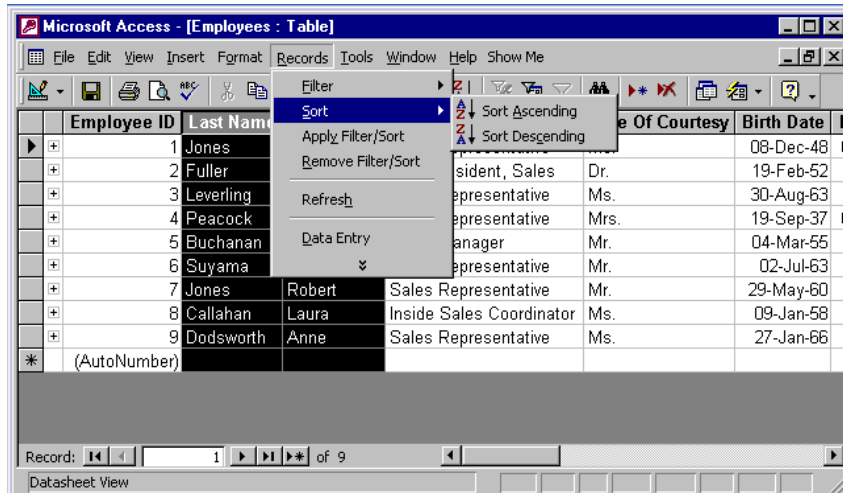 Microsoft Access - [Employees : Table]
File Edit View Insert Format Records Tools Window Help Show Me
Filter
Sort
Apply Filter/Sort
Remove Filter/Sort
Refresh
Data Entry
Sort Ascending
Sort Descending
Employee ID Last Name Of Courtesy Birth Date
1 Jones 08-Dec-48
2 Fuller sident, Sales Dr. 19-Feb-52
3 Leverling epresentative Ms. 30-Aug-63
4 Peacock epresentative Mrs. 19-Sep-37
5 Buchanan anager Mr. 04-Mar-55
6 Suyama epresentative Mr. 02-Jul-63
7 Jones Robert Sales Representative Mr. 29-May-60
8 Callahan Laura Inside Sales Coordinator Ms. 09-Jan-58
9 Dodsworth Anne Sales Representative Ms. 27-Jan-66
(AutoNumber)
Record: 1 of 9
Datasheet View